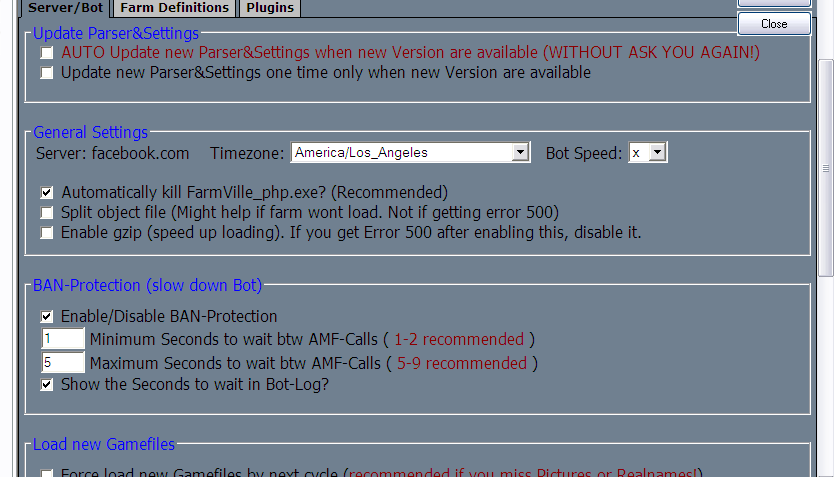 Server/Bot Farm Definitions Plugins
Close
Update Parser&Settings
AUTO Update new Parser&Settings when new Version are available (WITHOUT ASK YOU AGAIN!)
Update new Parser&Settings one time only when new Version are available
General Settings
Server: facebook.com Timezone: America/Los_Angeles Bot Speed: x
Automatically kill FarmVille_php.exe? (Recommended)
Split object file (Might help if farm wont load. Not if getting error 500)
Enable gzip (speed up loading). If you get Error 500 after enabling this, disable it.
BAN-Protection (slow down Bot)
Enable/Disable BAN-Protection
1 Minimum Seconds to wait btw AMF-Calls ( 1-2 recommended )
5 Maximum Seconds to wait btw AMF-Calls ( 5-9 recommended )
Show the Seconds to wait in Bot-Log?
Load new Gamefiles
Force load new Gamefiles by next cycle (recommended if you miss Pictures or Realnames!)